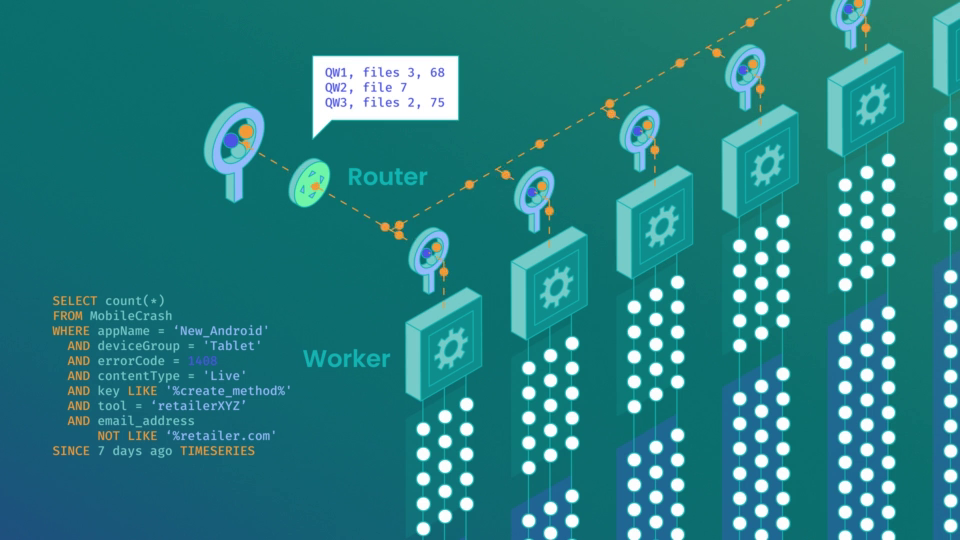 QW1, files 3, 68
QW2, file 7
QW3, files 2, 75
Router
Worker
SELECT count(*)
FROM MobileCrash
WHERE appName = ‘New_Android’
AND deviceGroup = ‘Tablet’
AND errorCode = 1408
AND contentType = ‘Live’
AND key LIKE '%create_method%’
AND tool = ‘retailerXYZ’
AND email_address
NOT LIKE ‘%retailer.com’
SINCE 7 days ago TIMESERIES